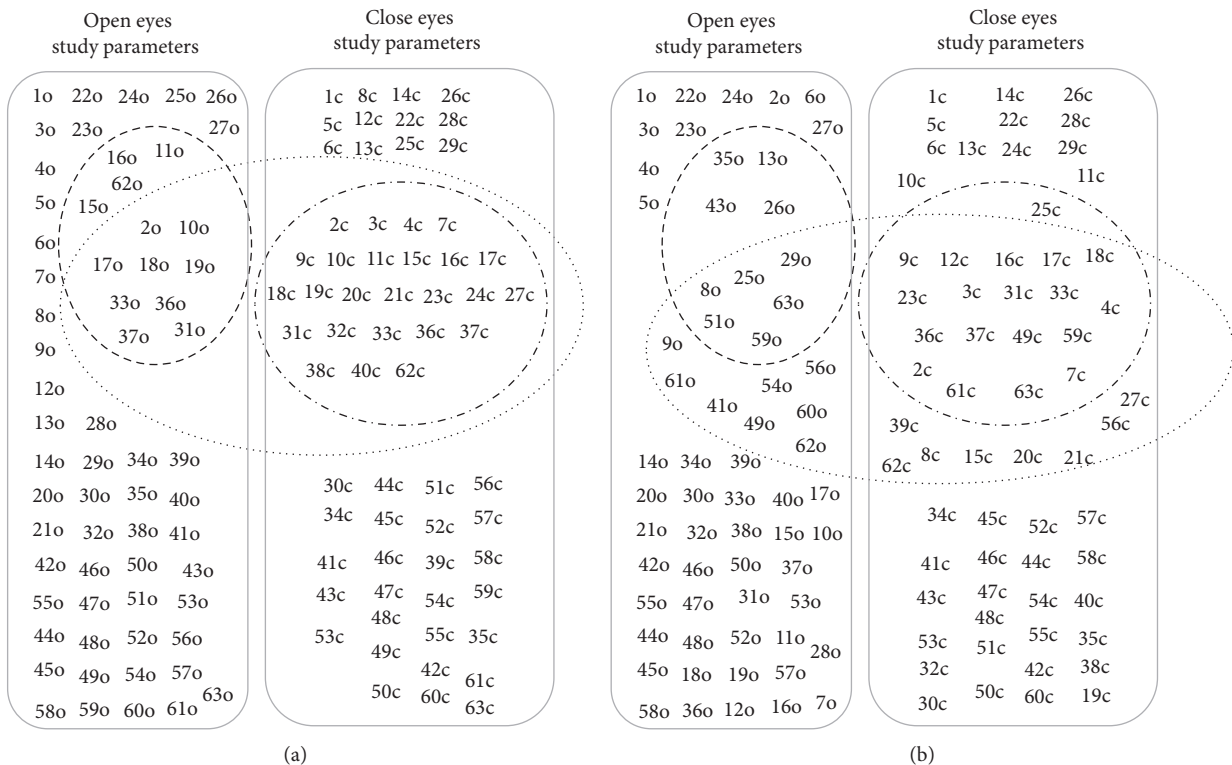 Open eyes
study parameters
Close eyes
study parameters
1o 22o 24o 25o 26o
3o 23o 27o
16o 11o
4o
62o
5o 15o
2o 10o
6o
17o 18o 19o
7o
33o 36o
8o
37o 31o
9o
12o
13o 28o
14o 29o 34o 39o
20o 30o 35o 40o
21o 32o 38o 41o
42o 46o 50o 43o
55o 47o 51o 53o
44o 48o 52o 56o
45o 49o 54o 57o
63o
58o 59o 60o 61o
1c 8c 14c 26c
5c 12c 22c 28c
6c 13c 25c 29c
2c 3c 4c 7c
9c 10c 11c 15c 16c 17c
18c 19c 20c 21c 23c 24c 27c
31c 32c 33c 36c 37c
38c 40c 62c
30c 44c 51c 56c
34c 45c 52c 57c
41c 46c 39c 58c
43c 47c 54c 59c
48c
53c 49c 55c 35c
42c 61c
50c 60c 63c
(a)
Open eyes
study parameters
Close eyes
study parameters
1o 22o 24o 2o 6o
3o 23o 27o
35o 13o
4o
5o 43o 26o
29o
25o
8o 63o
51o
59o
9o 56o
61o 54o
41o 60o
49o
62o
14o 34o 39o
20o 30o 33o 40o 17o
21o 32o 38o 15o 10o
42o 46o 50o 37o
55o 47o 31o 53o
44o 48o 52o 11o
28o
45o 18o 19o 57o
58o 36o 12o 16o 7o
1c 14c 26c
5c 22c 28c
6c 13c 24c 29c
10c 11c
25c
9c 12c 16c 17c 18c
23c 3c 31c 33c 4c
36c 37c 49c 59c
2c 7c
61c 63c 27c
39c 56c
62c 8c 15c 20c 21c
34c 45c 52c 57c
41c 46c 44c 58c
43c 47c 54c 40c
48c
53c 51c 55c 35c
32c 42c 38c
30c 50c 60c 19c
(b)